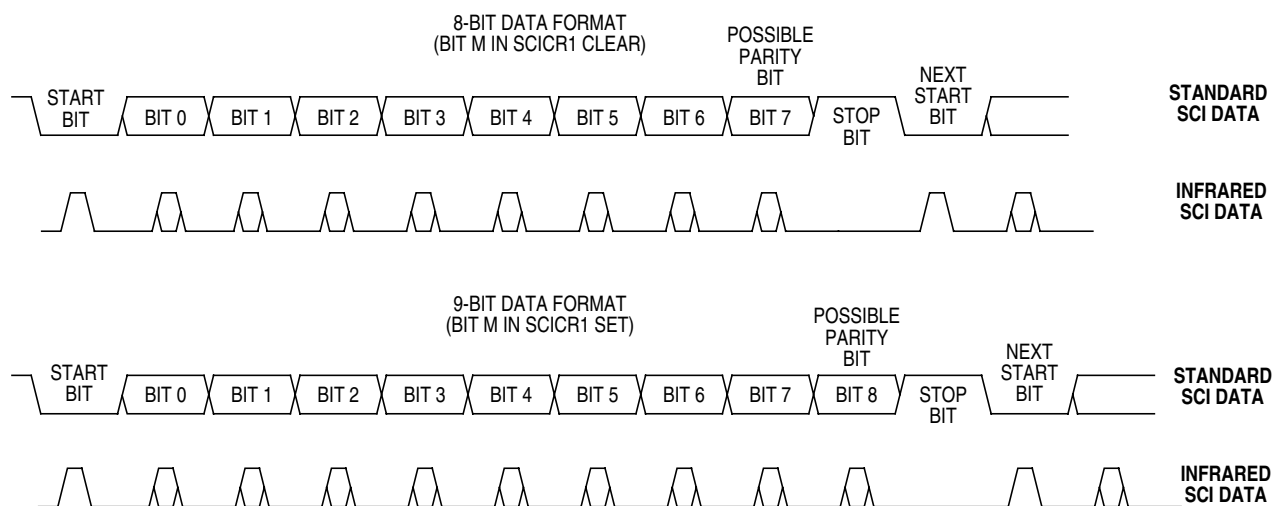 8-BIT DATA FORMAT
(BIT M IN SCICR1 CLEAR)
POSSIBLE
PARITY
BIT
START
BIT
BIT 0
BIT 1
BIT 2
BIT 3
BIT 4
BIT 5
BIT 6
BIT 7
STOP
BIT
NEXT
START
BIT
STANDARD
SCI DATA
INFRARED
SCI DATA
9-BIT DATA FORMAT
(BIT M IN SCICR1 SET)
POSSIBLE
PARITY
BIT
START
BIT
BIT 0
BIT 1
BIT 2
BIT 3
BIT 4
BIT 5
BIT 6
BIT 7
BIT 8
STOP
BIT
NEXT
START
BIT
STANDARD
SCI DATA
INFRARED
SCI DATA